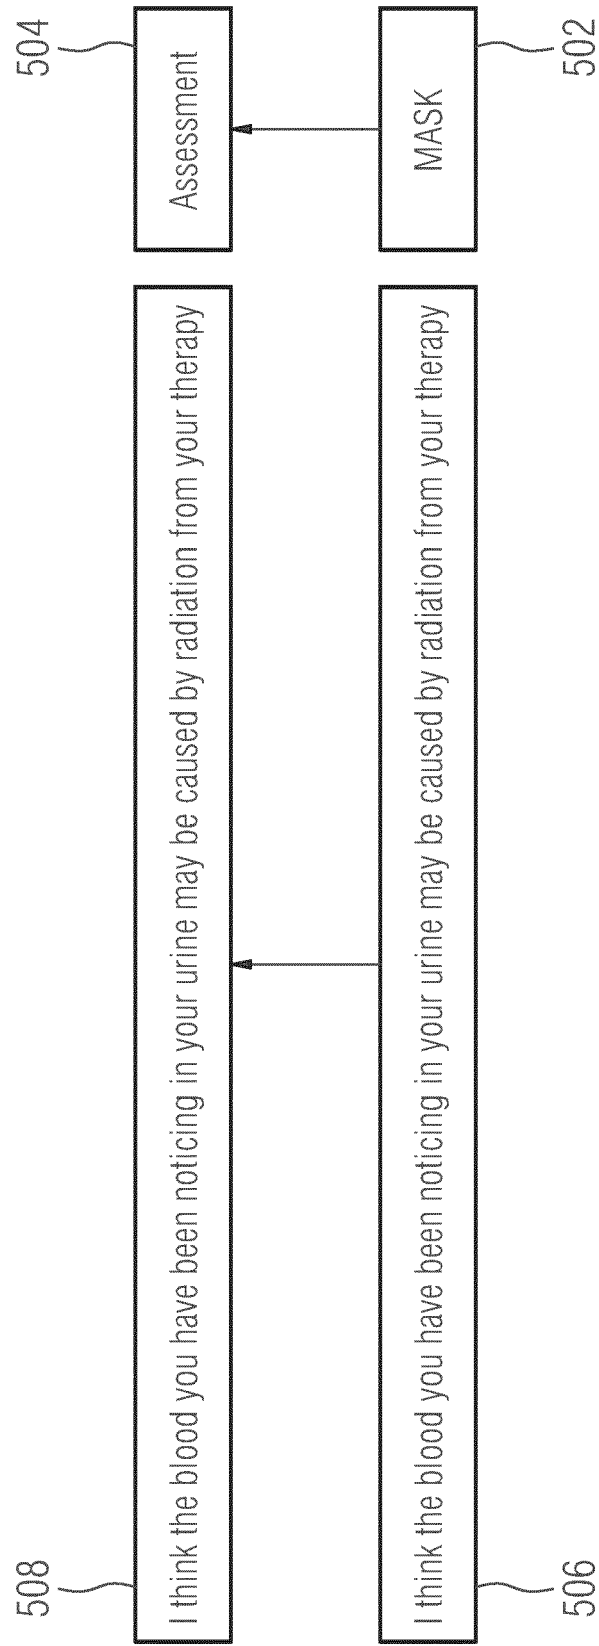 508
504
I think the blood you have been noticing in your urine may be caused by radiation from your therapy
Assessment
I think the blood you have been noticing in your urine may be caused by radiation from your therapy
MASK
506
502